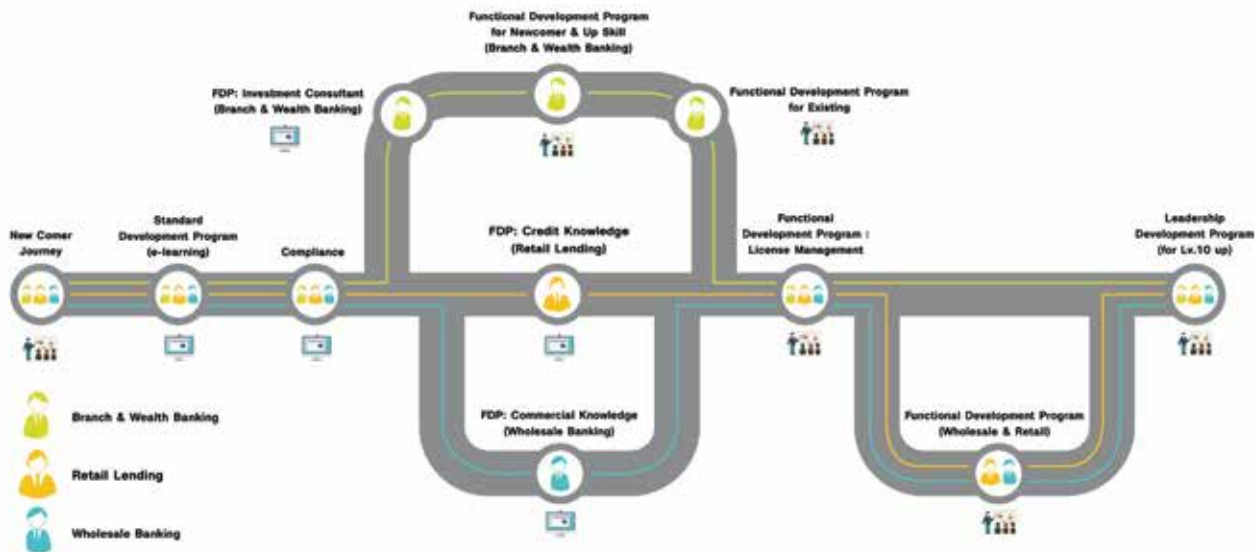 Functional Development Program
for Newcomer & Up Skill
(Branch & Wealth Banking)
FDP: Investment Consultant
(Branch & Wealth Banking)
Functional Development Program
for Existing
New Comer
Journey
Standard
Development Program
(e-learning)
Compliance
FDP: Credit Knowledge
(Retail Lending)
Functional
Development Program :
License Management
Leadership
Development Program
(for Lv.10 up)
FDP: Commercial Knowledge
(Wholesale Banking)
Functional Development Program
(Wholesale & Retail)
Branch & Wealth Banking
Retail Lending
Wholesale Banking